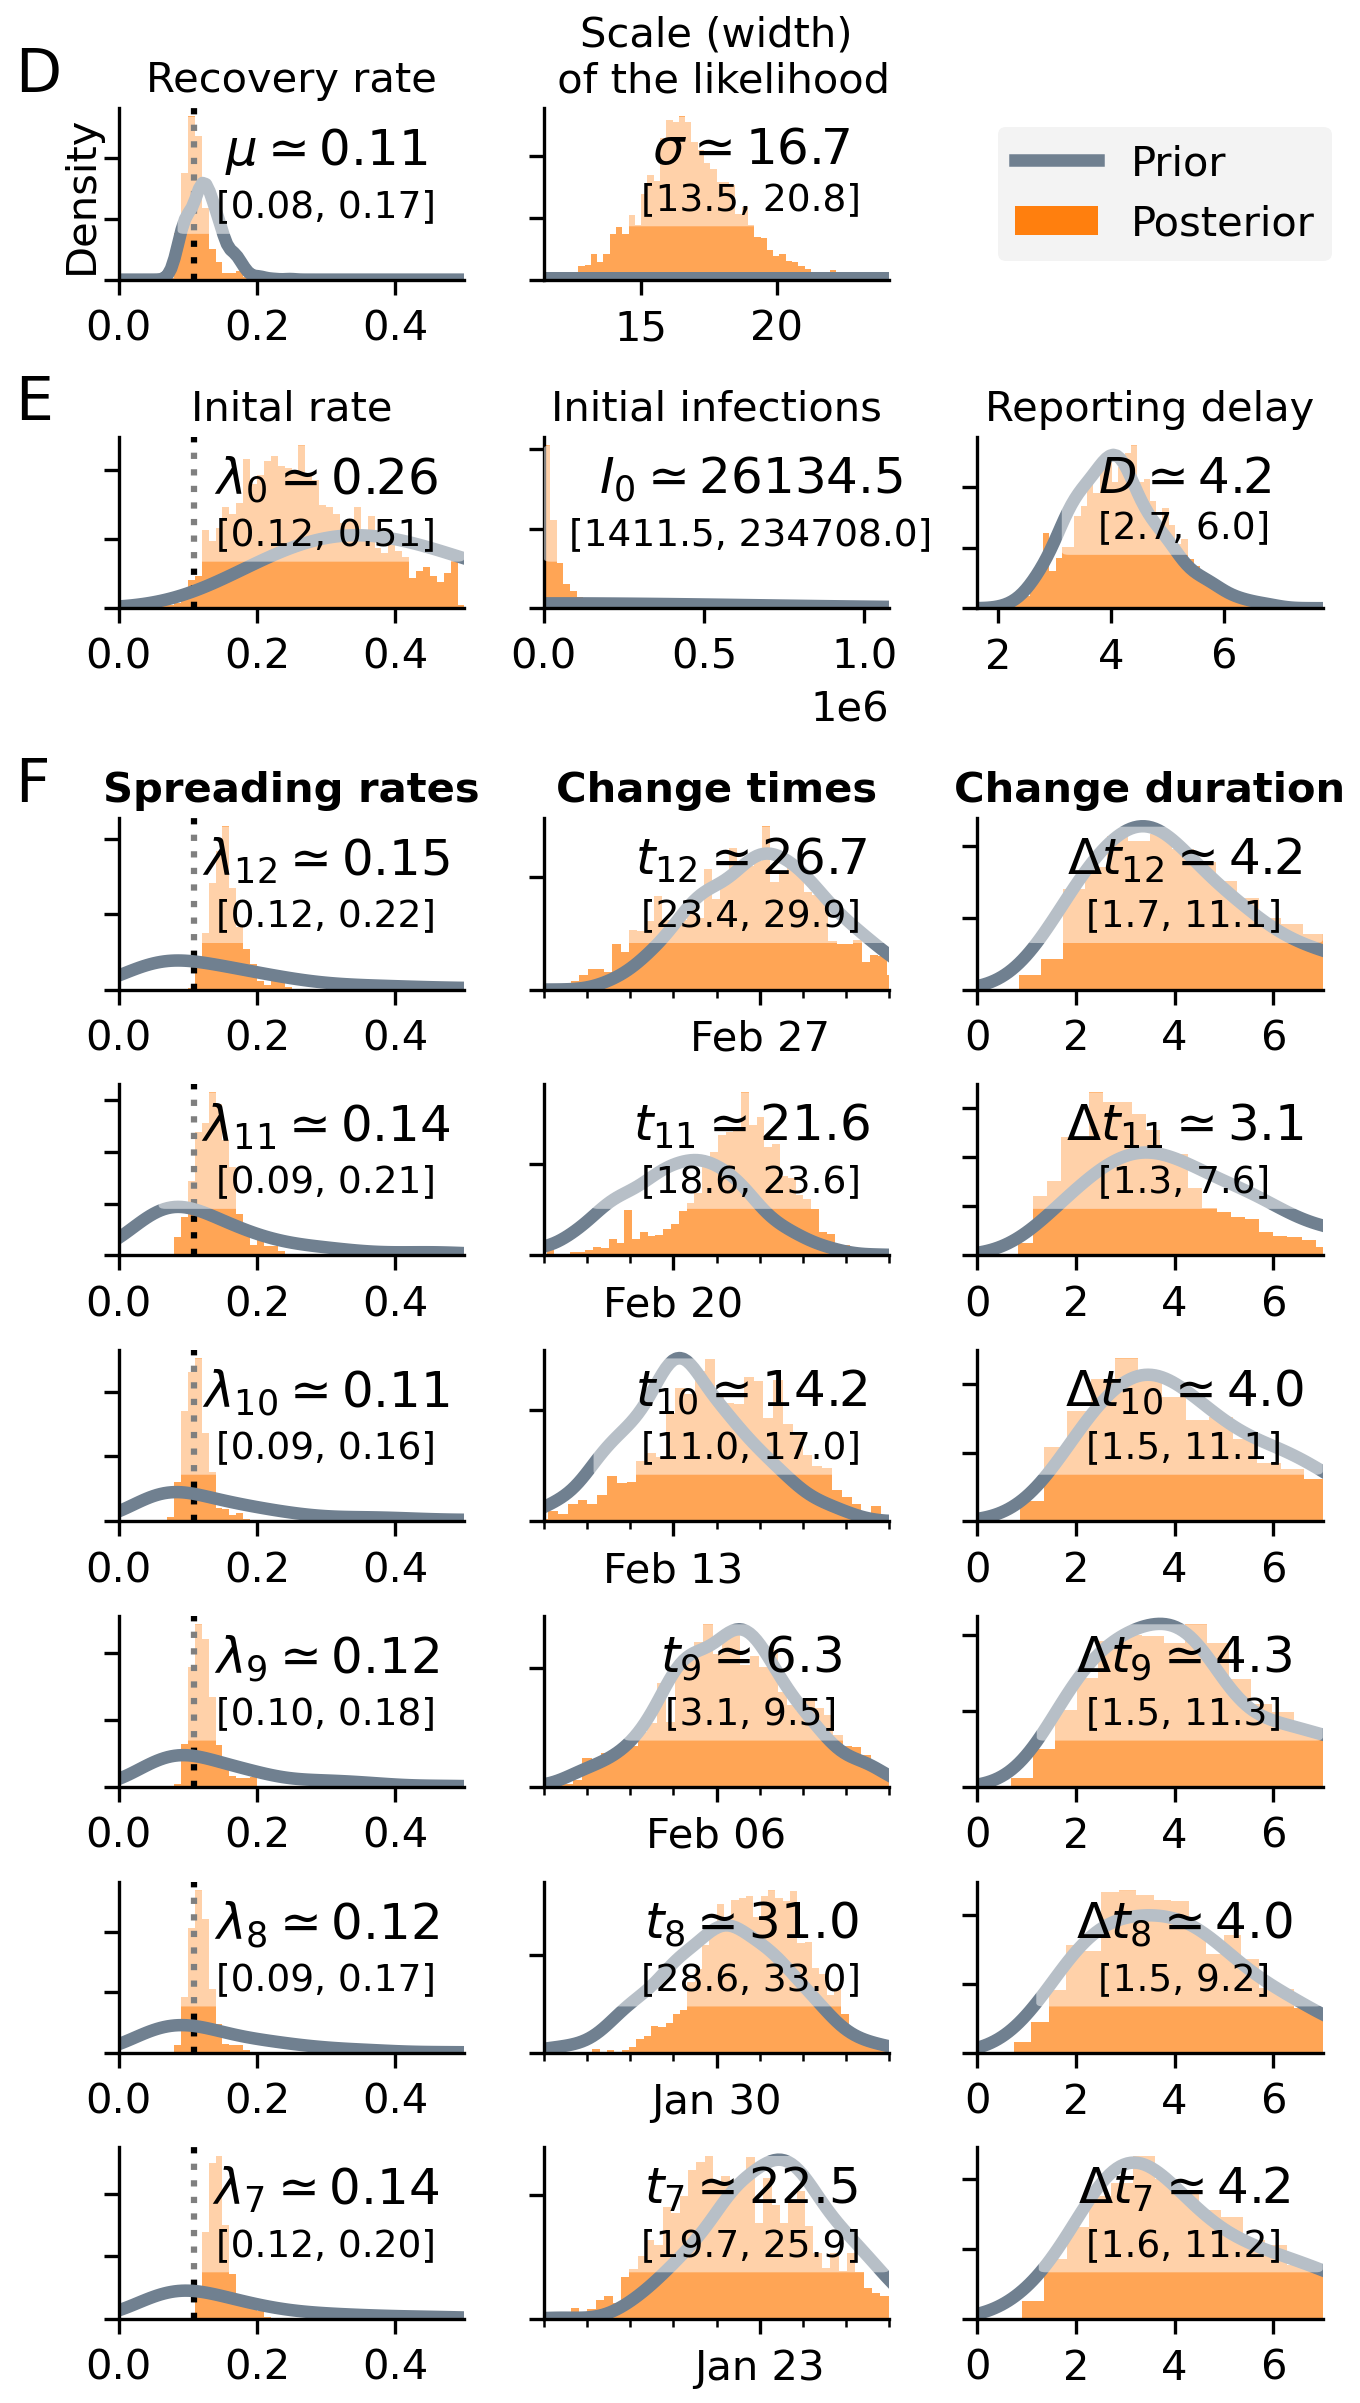 D
Recovery rate
Scale (width)
of the likelihood
Density
μ ≃ 0.11
[0.08, 0.17]
σ ≃ 16.7
[13.5, 20.8]
Prior
Posterior
0.0 0.2 0.4
15 20
E
Inital rate
Initial infections
Reporting delay
λ₀ ≃ 0.26
[0.12, 0.51]
I₀ ≃ 26134.5
[1411.5, 234708.0]
D ≃ 4.2
[2.7, 6.0]
0.0 0.2 0.4
0.0 0.5 1.0
1e6
2 4 6
F
Spreading rates
Change times
Change duration
λ₁₂ ≃ 0.15
[0.12, 0.22]
t₁₂ ≃ 26.7
[23.4, 29.9]
Δt₁₂ ≃ 4.2
[1.7, 11.1]
0.0 0.2 0.4
Feb 27
0 2 4 6
λ₁₁ ≃ 0.14
[0.09, 0.21]
t₁₁ ≃ 21.6
[18.6, 23.6]
Δt₁₁ ≃ 3.1
[1.3, 7.6]
0.0 0.2 0.4
Feb 20
0 2 4 6
λ₁₀ ≃ 0.11
[0.09, 0.16]
t₁₀ ≃ 14.2
[11.0, 17.0]
Δt₁₀ ≃ 4.0
[1.5, 11.1]
0.0 0.2 0.4
Feb 13
0 2 4 6
λ₉ ≃ 0.12
[0.10, 0.18]
t₉ ≃ 6.3
[3.1, 9.5]
Δt₉ ≃ 4.3
[1.5, 11.3]
0.0 0.2 0.4
Feb 06
0 2 4 6
λ₈ ≃ 0.12
[0.09, 0.17]
t₈ ≃ 31.0
[28.6, 33.0]
Δt₈ ≃ 4.0
[1.5, 9.2]
0.0 0.2 0.4
Jan 30
0 2 4 6
λ₇ ≃ 0.14
[0.12, 0.20]
t₇ ≃ 22.5
[19.7, 25.9]
Δt₇ ≃ 4.2
[1.6, 11.2]
0.0 0.2 0.4
Jan 23
0 2 4 6